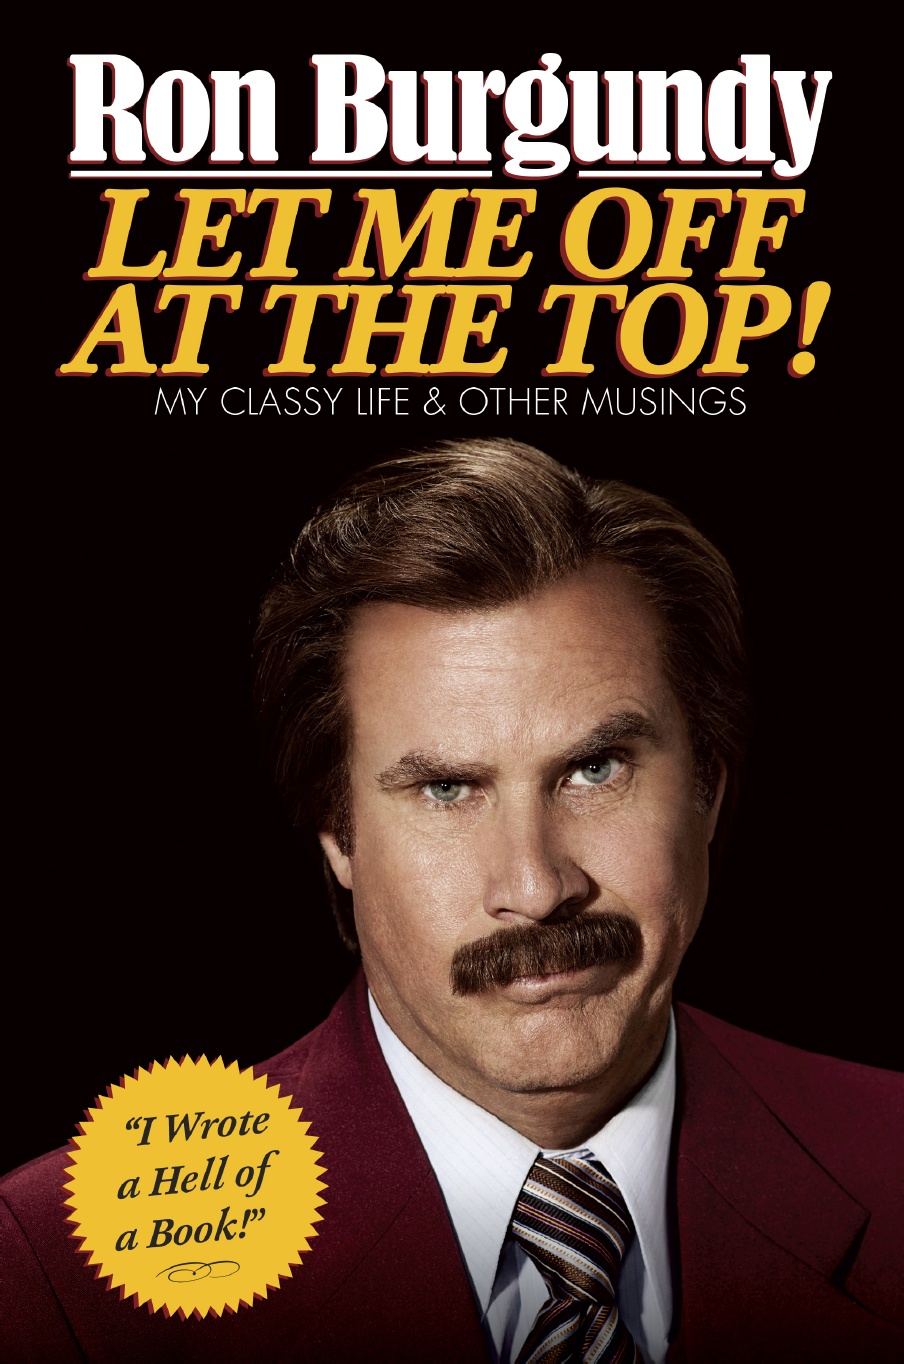 Ron Burgundy
LET ME OFF
AT THE TOP!
MY CLASSY LIFE & OTHER MUSINGS
“I Wrote
a Hell of
a Book!”